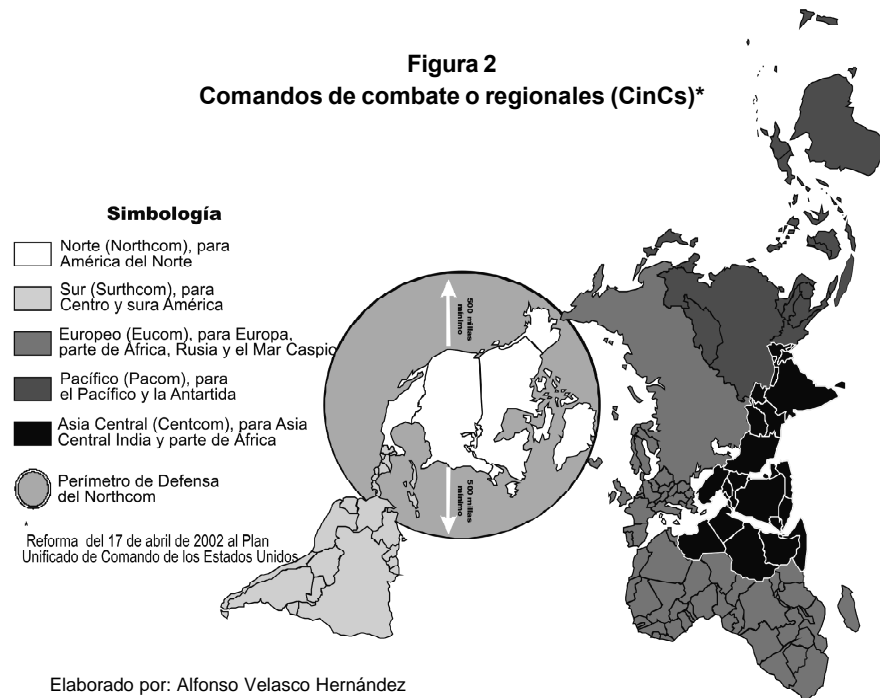 Figura 2
Comandos de combate o regionales (CinCs)*
Simbología
Norte (Northcom), para
América del Norte
Sur (Surthcom), para
Centro y sura América
Europeo (Eucom), para Europa,
parte de África, Rusia y el Mar Caspio
Pacífico (Pacom), para
el Pacífico y la Antartida
Asia Central (Centcom), para Asia
Central India y parte de África
Perimetro de Defensa
del Northcom
*
Reforma del 17 de abril de 2002 al Plan
Unificado de Comando de los Estados Unidos
500 millas
mínimo
500 millas
mínimo
Elaborado por: Alfonso Velasco Hernández